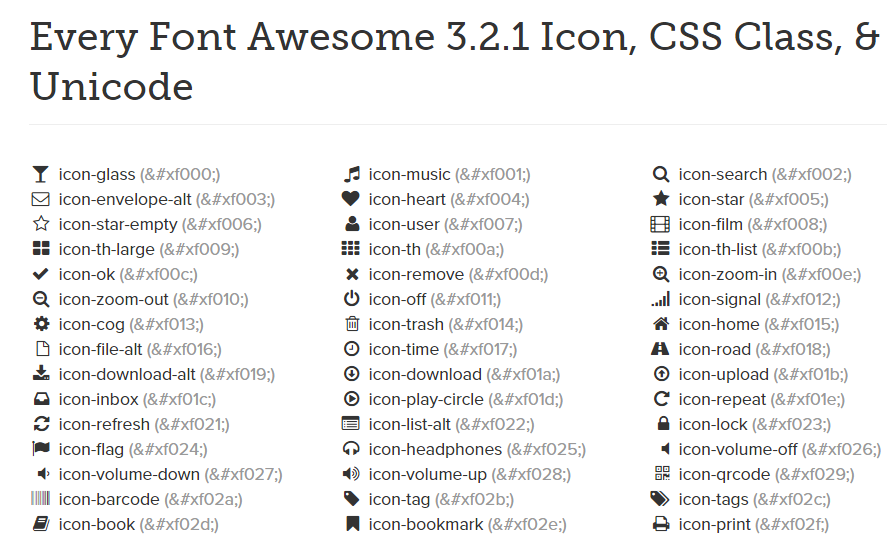 Every Font Awesome 3.2.1 Icon, CSS Class, &
Unicode
icon-glass (&#xf000;) icon-music (&#xf001;) icon-search (&#xf002;)
icon-envelope-alt (&#xf003;) icon-heart (&#xf004;) icon-star (&#xf005;)
icon-star-empty (&#xf006;) icon-user (&#xf007;) icon-film (&#xf008;)
icon-th-large (&#xf009;) icon-th (&#xf00a;) icon-th-list (&#xf00b;)
icon-ok (&#xf00c;) icon-remove (&#xf00d;) icon-zoom-in (&#xf00e;)
icon-zoom-out (&#xf010;) icon-off (&#xf011;) icon-signal (&#xf012;)
icon-cog (&#xf013;) icon-trash (&#xf014;) icon-home (&#xf015;)
icon-file-alt (&#xf016;) icon-time (&#xf017;) icon-road (&#xf018;)
icon-download-alt (&#xf019;) icon-download (&#xf01a;) icon-upload (&#xf01b;)
icon-inbox (&#xf01c;) icon-play-circle (&#xf01d;) icon-repeat (&#xf01e;)
icon-refresh (&#xf021;) icon-list-alt (&#xf022;) icon-lock (&#xf023;)
icon-flag (&#xf024;) icon-headphones (&#xf025;) icon-volume-off (&#xf026;)
icon-volume-down (&#xf027;) icon-volume-up (&#xf028;) icon-qrcode (&#xf029;)
icon-barcode (&#xf02a;) icon-tag (&#xf02b;) icon-tags (&#xf02c;)
icon-book (&#xf02d;) icon-bookmark (&#xf02e;) icon-print (&#xf02f;)